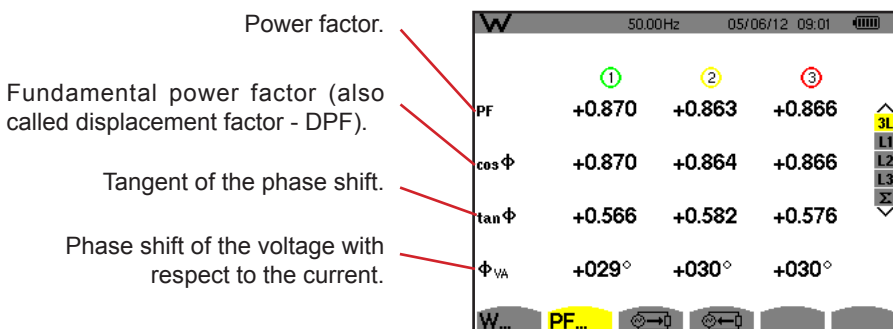 Power factor.
Fundamental power factor (also
called displacement factor - DPF).
Tangent of the phase shift.
Phase shift of the voltage with
respect to the current.
W 50.00Hz 05/06/12 09:01
1 2 3
PF +0.870 +0.863 +0.866
cos Φ +0.870 +0.864 +0.866
tan Φ +0.566 +0.582 +0.576
Φ VA +029° +030° +030°
3L
L1
L2
L3
Σ
W... PF...